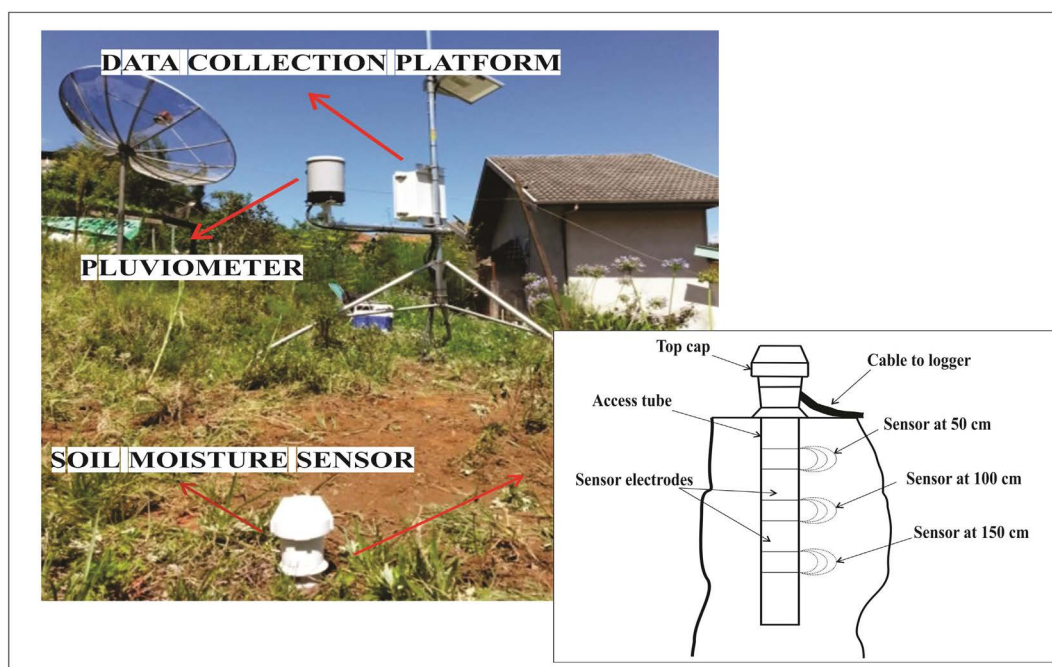 DATA COLLECTION PLATFORM
PLUVIOMETER
SOIL MOISTURE SENSOR
Top cap
Cable to logger
Access tube
Sensor at 50 cm
Sensor electrodes
Sensor at 100 cm
Sensor at 150 cm